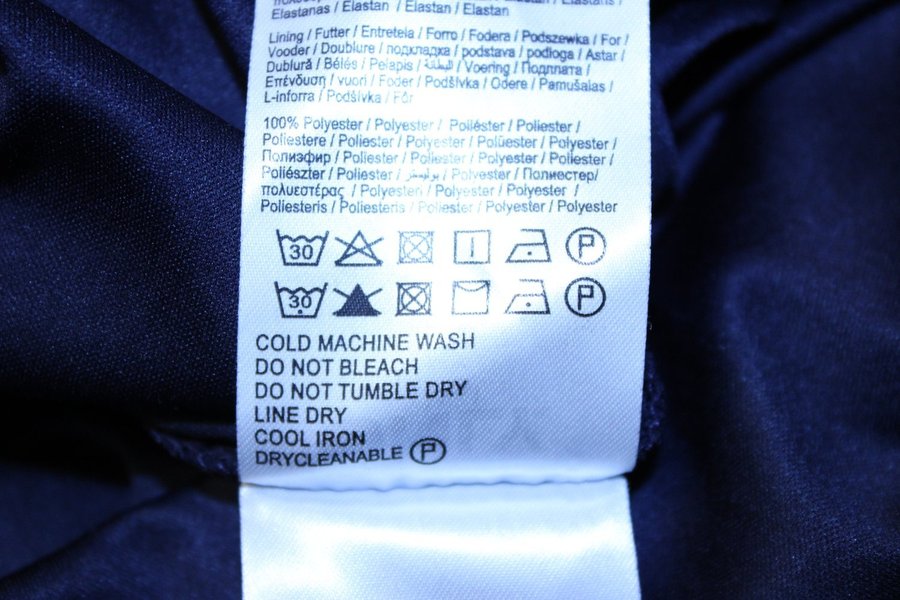 Elastanas / Elastan / Elastan / Elastan
Lining / Futter / Entretela / Forro / Fodera / Podszewka / For /
Vooder / Doublure / подкладка / podstava / podloga / Astar /
Dublură / Bélés / Pelapis / البطانة / Voering / Подплата /
Επένδυση / vuori / Foder / Podšívka / Odere / Pamušalas /
L-inforra / Podšívka / Fór
100% Polyester / Polyester / Poliéster / Poliester /
Poliestere / Poliester / Polyester / Polüester / Polyester /
Полиэфир / Poliester / Poliester / Polyester / Poliester /
Poliészter / Poliester / بوليستر / Polyester / Полиестер/
πολυεστέρας / Polyesteri / Polyester / Polyester /
Poliesteris / Poliesteris / Poliester / Polyester / Polyester
30 P
30 P
COLD MACHINE WASH
DO NOT BLEACH
DO NOT TUMBLE DRY
LINE DRY
COOL IRON
DRYCLEANABLE P